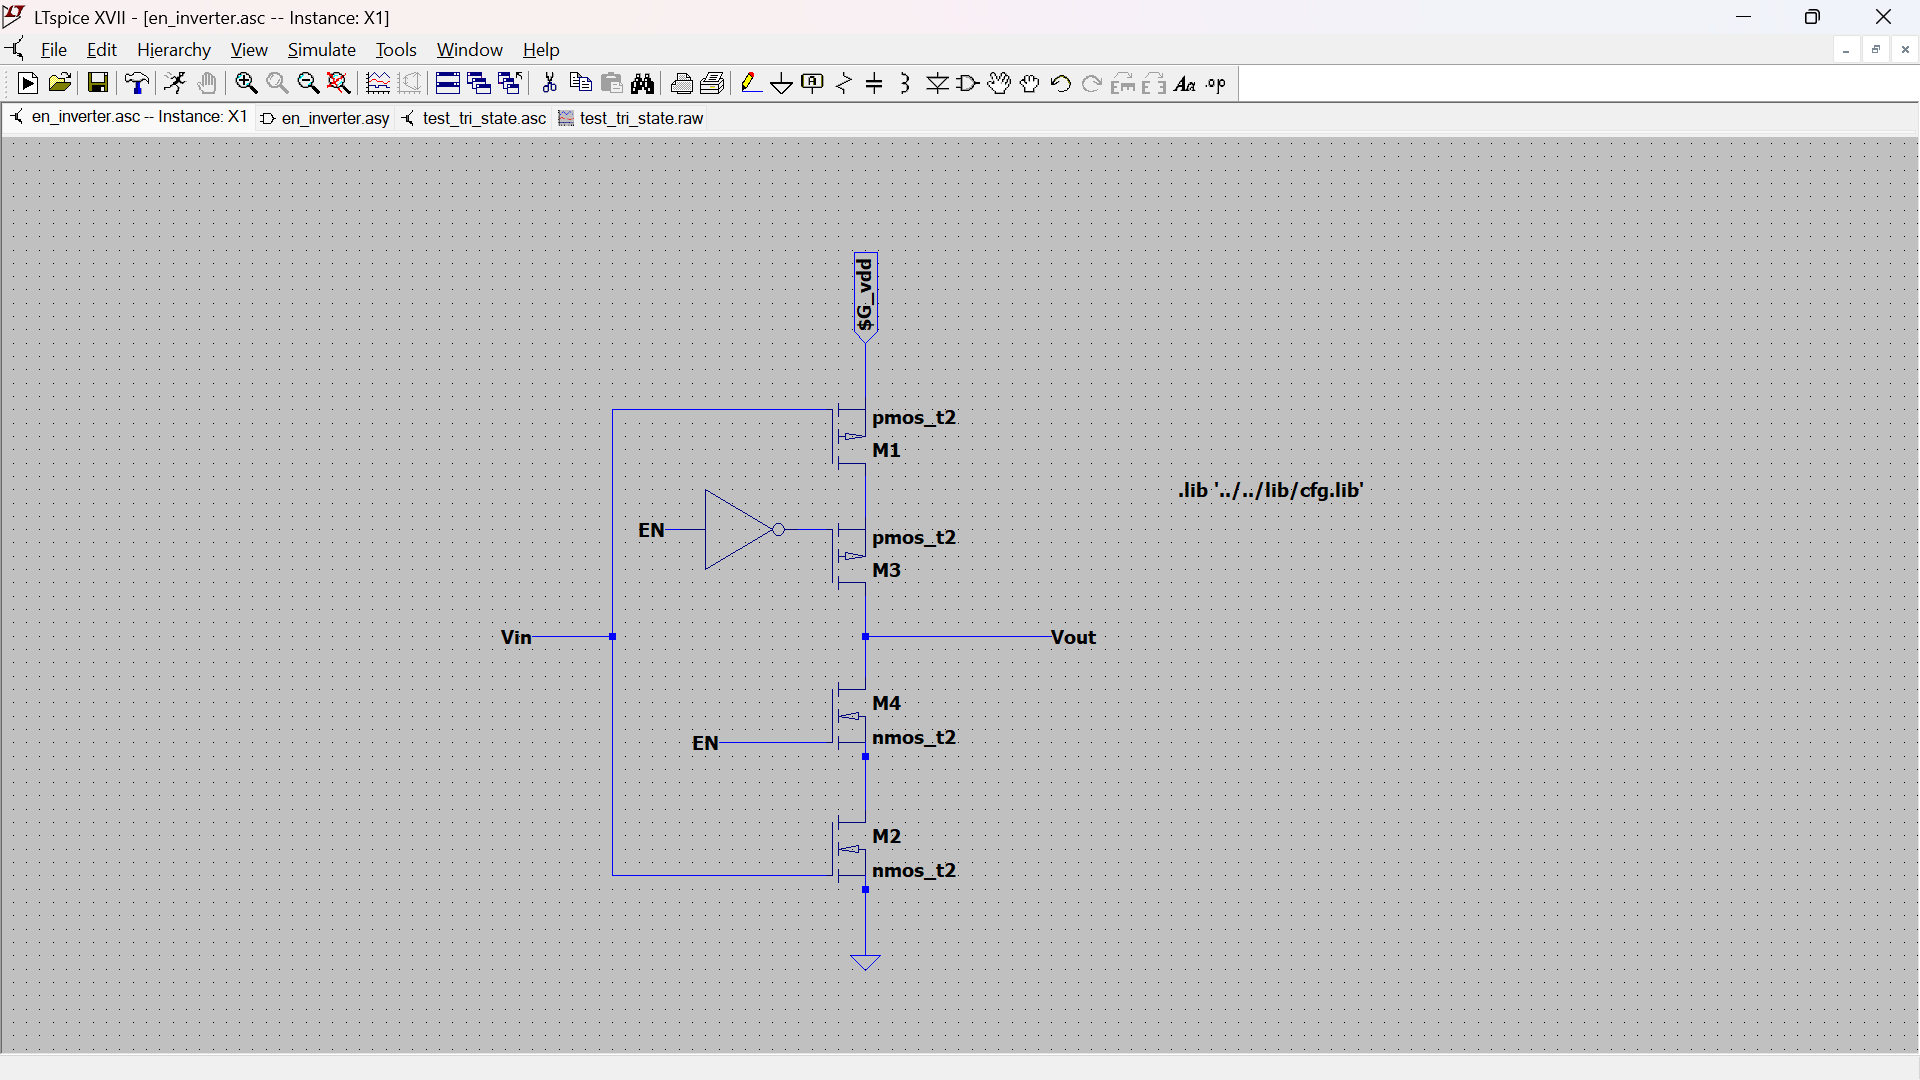 LTspice XVII - [en_inverter.asc -- Instance: X1]
File Edit Hierarchy View Simulate Tools Window Help
.op
en_inverter.asc -- Instance: X1 en_inverter.asy test_tri_state.asc test_tri_state.raw
$G_vdd
pmos_t2
M1
.lib '../../lib/cfg.lib'
EN
pmos_t2
M3
Vin
Vout
M4
EN
nmos_t2
M2
nmos_t2